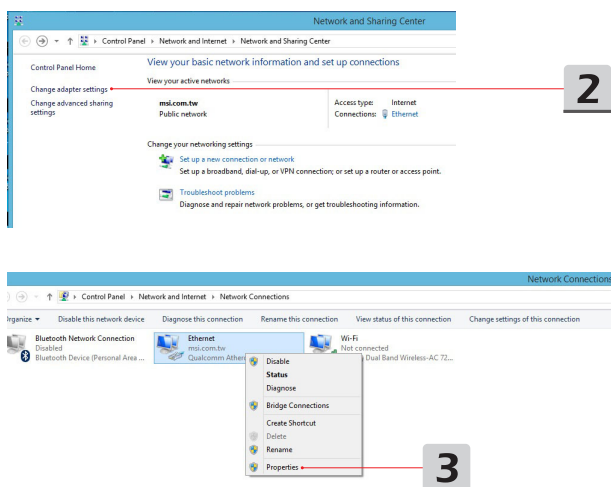 Network and Sharing Center
Control Panel Network and Internet Network and Sharing Center
Control Panel Home
Change adapter settings
Change advanced sharing
settings
View your basic network information and set up connections
View your active networks
msi.com.tw
Public network
Access type: Internet
Connections: Ethernet
Change your networking settings
Set up a new connection or network
Set up a broadband, dial-up, or VPN connection; or set up a router or access point.
Troubleshoot problems
Diagnose and repair network problems, or get troubleshooting information.
2
Network Connections
Control Panel Network and Internet Network Connections
Organize Disable this network device Diagnose this connection Rename this connection View status of this connection Change settings of this connection
Bluetooth Network Connection
Disabled
Bluetooth Device (Personal Area ...
Ethernet
msi.com.tw
Qualcomm Ather
Wi-Fi
Not connected
Dual Band Wireless-AC 72...
Disable
Status
Diagnose
Bridge Connections
Create Shortcut
Delete
Rename
Properties
3